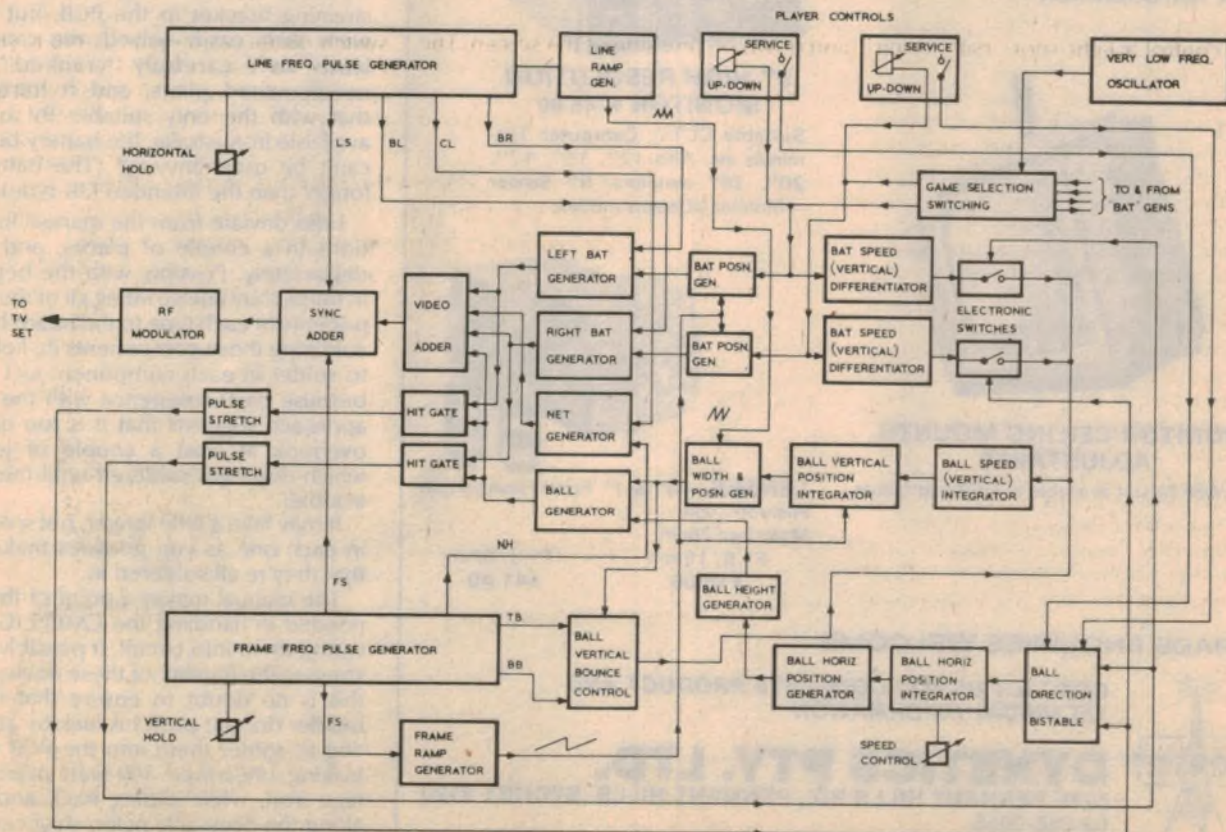 PLAYER CONTROLS
LINE FREQ. PULSE GENERATOR
LINE RAMP GEN.
SERVICE
UP-DOWN
SERVICE
UP-DOWN
VERY LOW FREQ. OSCILLATOR
HORIZONTAL HOLD
LS
BL
CL
BR
GAME SELECTION SWITCHING
TO & FROM BAT GENS.
LEFT BAT GENERATOR
BAT POSN. GEN.
BAT SPEED (VERTICAL) DIFFERENTIATOR
TO TV SET
RF MODULATOR
SYNC ADDER
VIDEO ADDER
RIGHT BAT GENERATOR
BAT POSN. GEN.
BAT SPEED (VERTICAL) DIFFERENTIATOR
ELECTRONIC SWITCHES
PULSE STRETCH
HIT GATE
NET GENERATOR
PULSE STRETCH
HIT GATE
BALL GENERATOR
BALL WIDTH & POSN. GEN.
BALL VERTICAL POSITION INTEGRATOR
BALL SPEED (VERTICAL) INTEGRATOR
NH
FS
BALL HEIGHT GENERATOR
TB
BB
FRAME FREQ PULSE GENERATOR
BALL VERTICAL BOUNCE CONTROL
BALL HORIZ POSITION GENERATOR
BALL HORIZ POSITION INTEGRATOR
BALL DIRECTION BISTABLE
VERTICAL HOLD
FS
FRAME RAMP GENERATOR
SPEED CONTROL